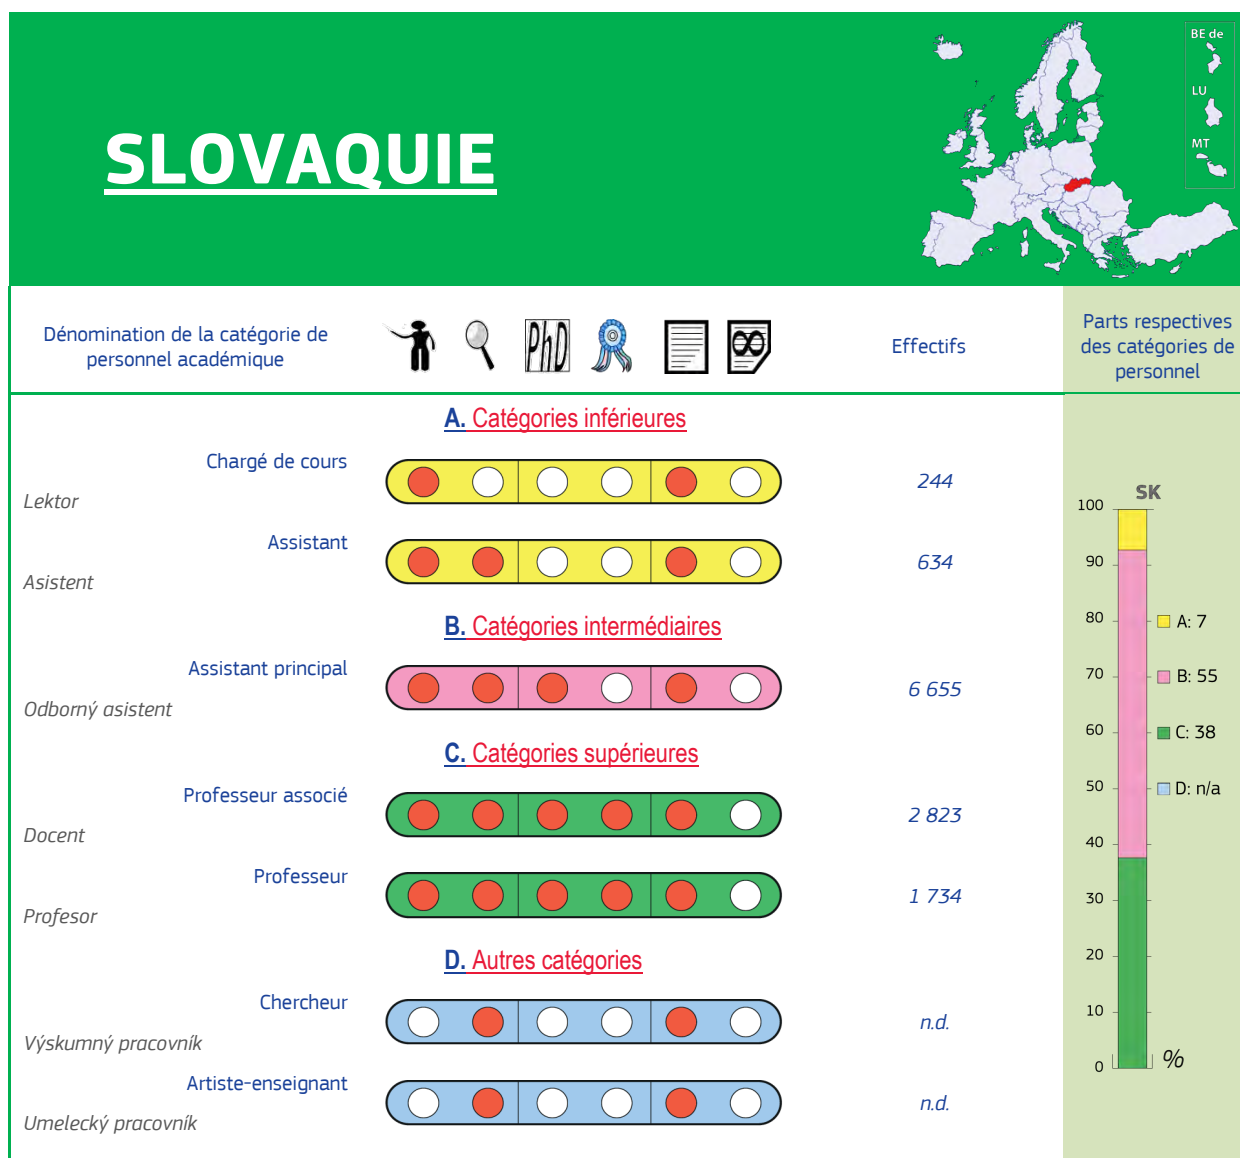 BE de
LU
MT
SLOVAQUIE
Dénomination de la catégorie de
personnel académique
PhD
Effectifs
Parts respectives
des catégories de
personnel
A. Catégories inférieures
Chargé de cours
Lektor
244
Assistant
Asistent
634
B. Catégories intermédiaires
Assistant principal
Odborný asistent
6 655
C. Catégories supérieures
Professeur associé
Docent
2 823
Professeur
Profesor
1 734
D. Autres catégories
Chercheur
Výskumný pracovník
n.d.
Artiste-enseignant
Umelecký pracovník
n.d.
SK
100
90
80
70
60
50
40
30
20
10
0
%
A: 7
B: 55
C: 38
D: n/a